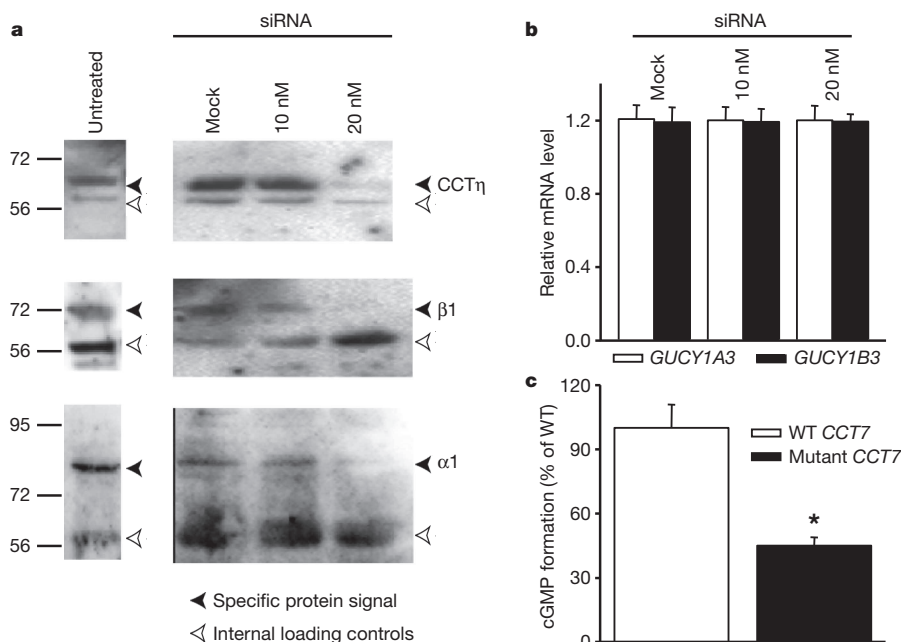 a
siRNA
Untreated
Mock
10 nM
20 nM
72
56
CCTη
72
56
β1
95
72
56
α1
Specific protein signal
Internal loading controls
b
siRNA
Mock
10 nM
20 nM
Relative mRNA level
1.2
0.8
0.4
0.0
GUCY1A3
GUCY1B3
c
cGMP formation (% of WT)
120
90
60
30
0
WT CCT7
Mutant CCT7
*